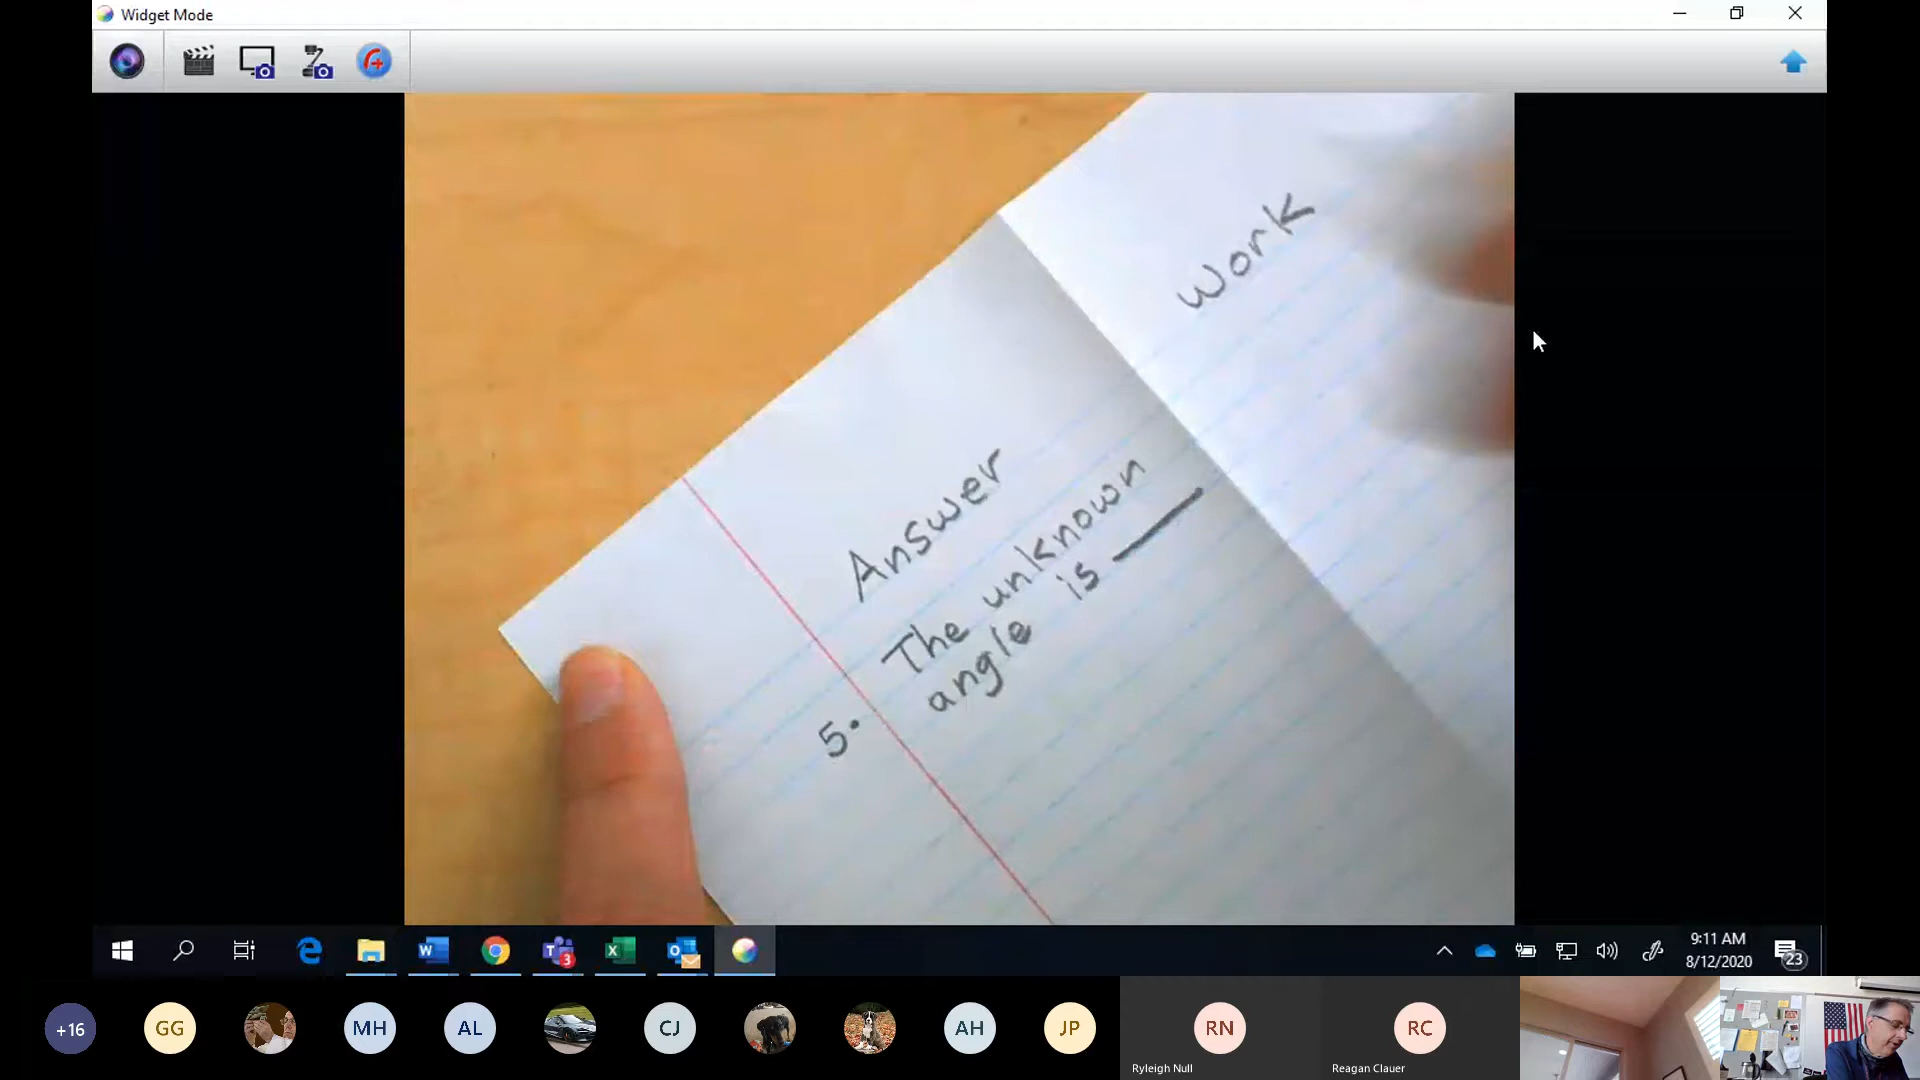 Widget Mode
Work
Answer
5. The unknown
angle is
9:11 AM
8/12/2020
3
23
+16
GG
MH
AL
CJ
AH
JP
RN
RC
Ryleigh Null
Reagan Clauer